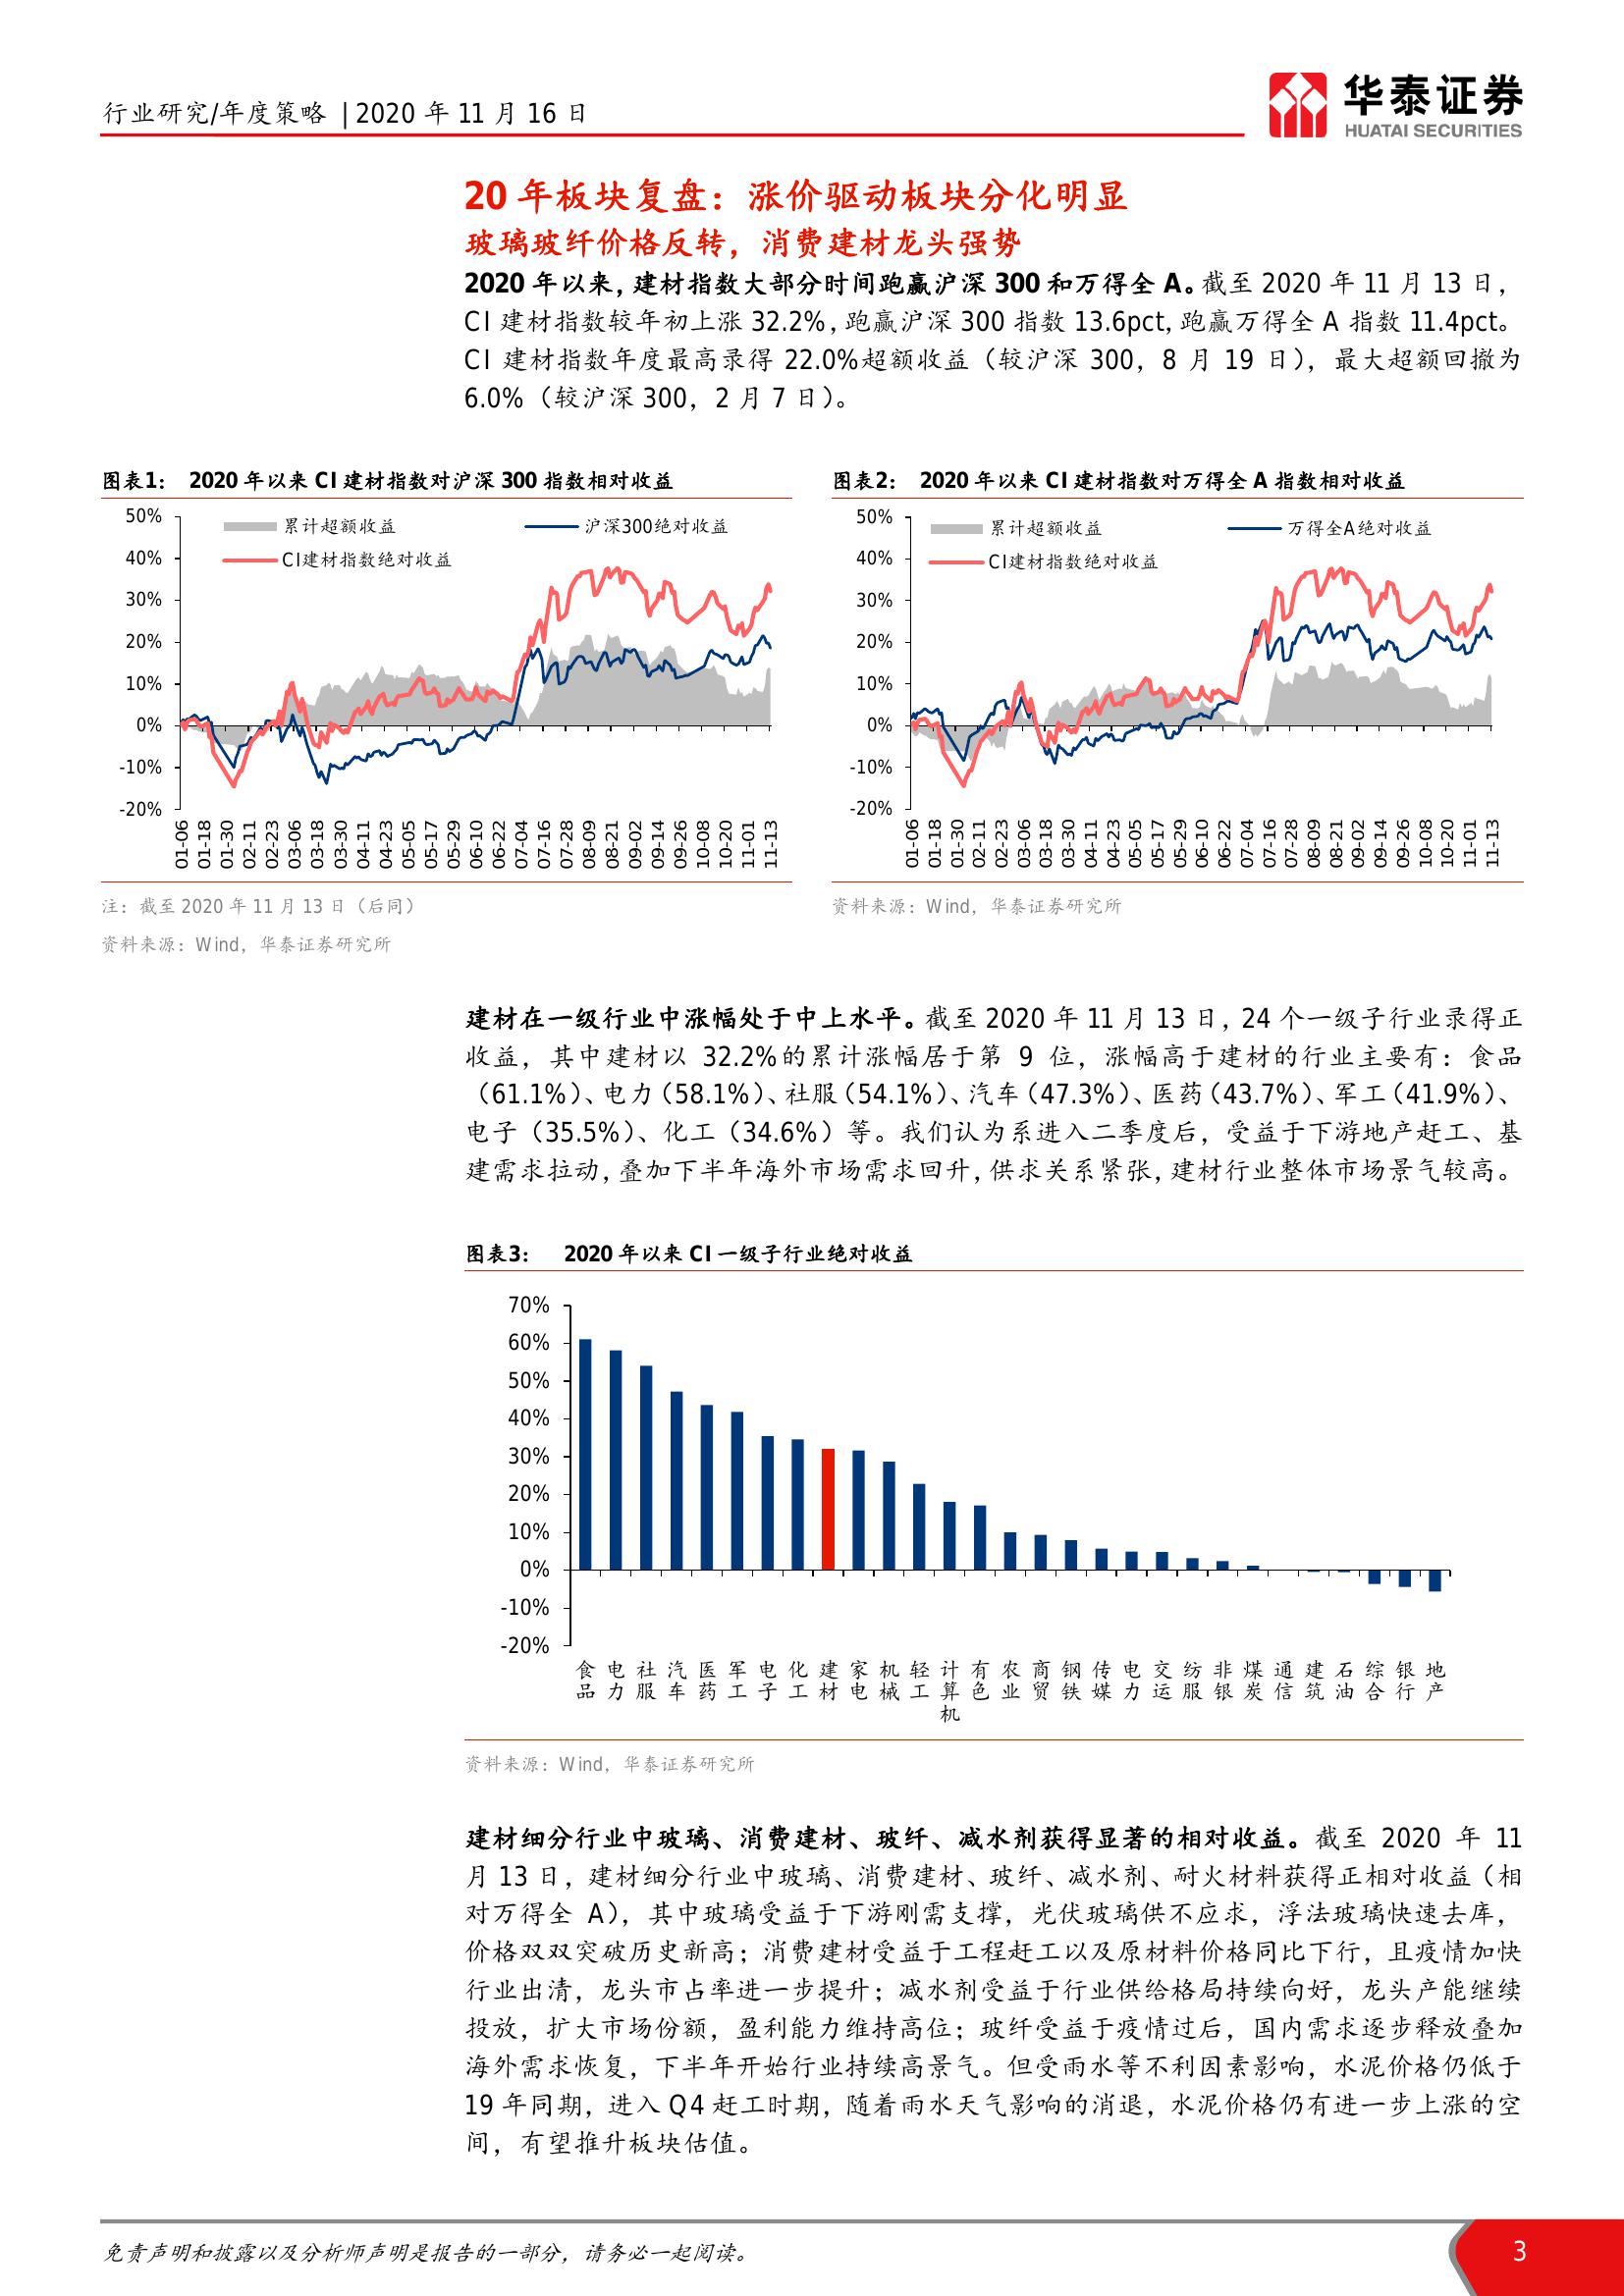 行业研究/年度策略 | 2020 年 11 月 16 日
华泰证券
HUATAI SECURITIES
20 年板块复盘：涨价驱动板块分化明显
玻璃玻纤价格反转，消费建材龙头强势
2020 年以来，建材指数大部分时间跑赢沪深 300 和万得全 A。截至 2020 年 11 月 13 日，
CI 建材指数较年初上涨 32.2%，跑赢沪深 300 指数 13.6pct，跑赢万得全 A 指数 11.4pct。
CI 建材指数年度最高录得 22.0%超额收益（较沪深 300，8 月 19 日），最大超额回撤为
6.0%（较沪深 300，2 月 7 日）。
图表1： 2020 年以来 CI 建材指数对沪深 300 指数相对收益
50%
40%
30%
20%
10%
0%
-10%
-20%
累计超额收益
沪深300绝对收益
CI建材指数绝对收益
01-06 01-18 01-30 02-11 02-23 03-06 03-18 03-30 04-11 04-23 05-05 05-17 05-29 06-10 06-22 07-04 07-16 07-28 08-09 08-21 09-02 09-14 09-26 10-08 10-20 11-01 11-13
注：截至 2020 年 11 月 13 日（后同）
资料来源：Wind，华泰证券研究所
图表2： 2020 年以来 CI 建材指数对万得全 A 指数相对收益
50%
40%
30%
20%
10%
0%
-10%
-20%
累计超额收益
万得全A绝对收益
CI建材指数绝对收益
01-06 01-18 01-30 02-11 02-23 03-06 03-18 03-30 04-11 04-23 05-05 05-17 05-29 06-10 06-22 07-04 07-16 07-28 08-09 08-21 09-02 09-14 09-26 10-08 10-20 11-01 11-13
资料来源：Wind，华泰证券研究所
建材在一级行业中涨幅处于中上水平。截至 2020 年 11 月 13 日，24 个一级子行业录得正
收益，其中建材以 32.2%的累计涨幅居于第 9 位，涨幅高于建材的行业主要有：食品
（61.1%）、电力（58.1%）、社服（54.1%）、汽车（47.3%）、医药（43.7%）、军工（41.9%）、
电子（35.5%）、化工（34.6%）等。我们认为系进入二季度后，受益于下游地产赶工、基
建需求拉动，叠加下半年海外市场需求回升，供求关系紧张，建材行业整体市场景气较高。
图表3： 2020 年以来 CI 一级子行业绝对收益
70%
60%
50%
40%
30%
20%
10%
0%
-10%
-20%
食品 电力 社服 汽车 医药 军工 电子 化工 建材 家电 机械 轻工 计算机 有色 农业 商贸 钢铁 传媒 电力 交运 纺服 非银 煤炭 通信 建筑 石油 综合 银行 地产
资料来源：Wind，华泰证券研究所
建材细分行业中玻璃、消费建材、玻纤、减水剂获得显著的相对收益。截至 2020 年 11
月 13 日，建材细分行业中玻璃、消费建材、玻纤、减水剂、耐火材料获得正相对收益（相
对万得全 A），其中玻璃受益于下游刚需支撑，光伏玻璃供不应求，浮法玻璃快速去库，
价格双双突破历史新高；消费建材受益于工程赶工以及原材料价格同比下行，且疫情加快
行业出清，龙头市占率进一步提升；减水剂受益于行业供给格局持续向好，龙头产能继续
投放，扩大市场份额，盈利能力维持高位；玻纤受益于疫情过后，国内需求逐步释放叠加
海外需求恢复，下半年开始行业持续高景气。但受雨水等不利因素影响，水泥价格仍低于
19 年同期，进入 Q4 赶工时期，随着雨水天气影响的消退，水泥价格仍有进一步上涨的空
间，有望推升板块估值。
免责声明和披露以及分析师声明是报告的一部分，请务必一起阅读。
3